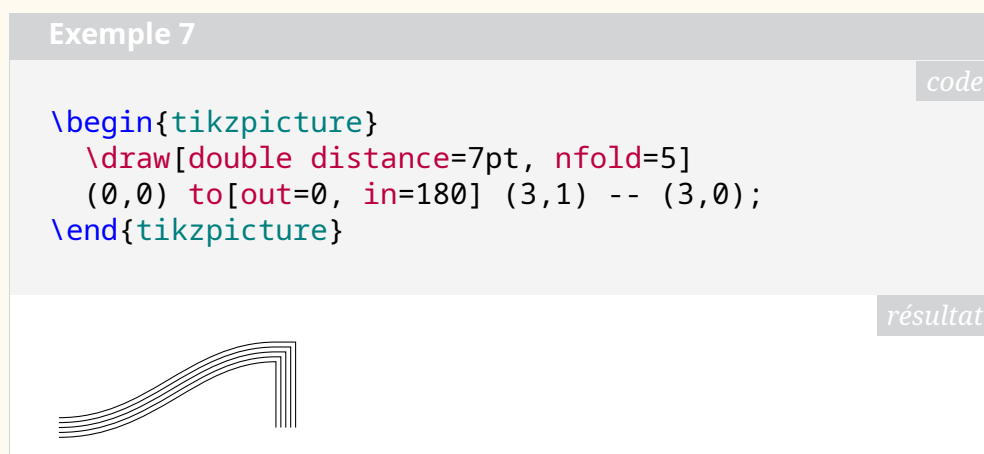 Exemple 7
code
\begin{tikzpicture}
  \draw[double distance=7pt, nfold=5]
  (0,0) to[out=0, in=180] (3,1) -- (3,0);
\end{tikzpicture}
résultat